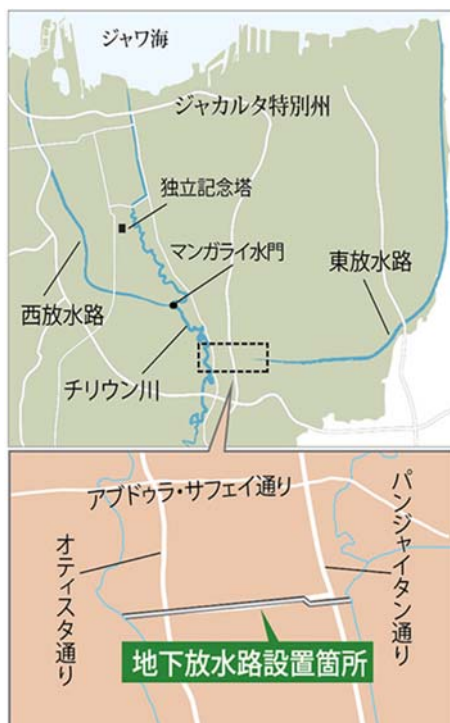 ジャワ海
ジャカルタ特別州
独立記念塔
マンガライ水門
東放水路
西放水路
チリウン川
アブドゥラ・サフェイ通り
パンジャイタン通り
オティスタ通り
地下放水路設置箇所